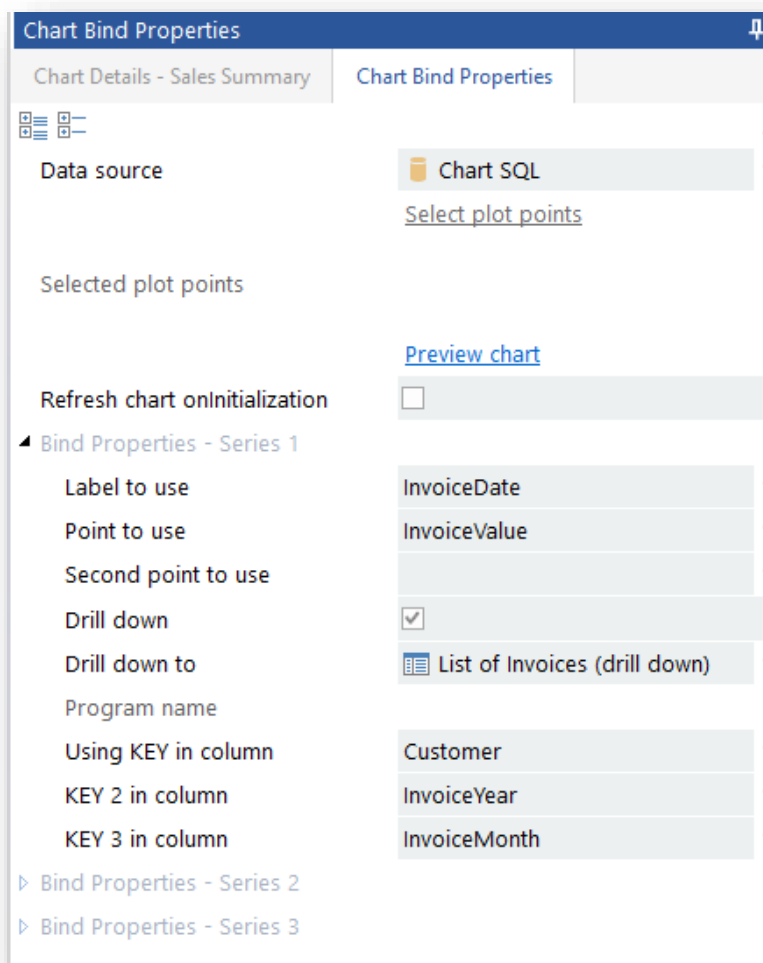 Chart Bind Properties
Chart Details - Sales Summary Chart Bind Properties
Data source Chart SQL
Select plot points
Selected plot points
Preview chart
Refresh chart onInitialization
Bind Properties - Series 1
Label to use InvoiceDate
Point to use InvoiceValue
Second point to use
Drill down
Drill down to List of Invoices (drill down)
Program name
Using KEY in column Customer
KEY 2 in column InvoiceYear
KEY 3 in column InvoiceMonth
Bind Properties - Series 2
Bind Properties - Series 3